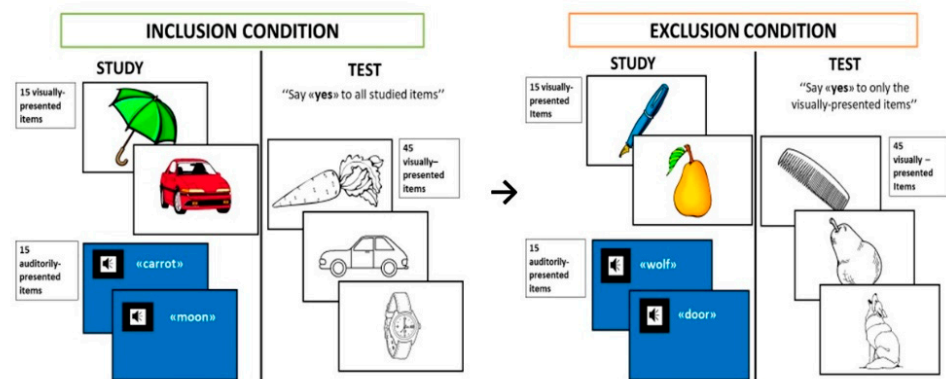 INCLUSION CONDITION
STUDY
15 visually-
presented
items
15
auditorily-
presented
items
«carrot»
«moon»
TEST
"Say «yes» to all studied items"
45
visually–
presented
items
→
EXCLUSION CONDITION
STUDY
15 visually-
presented
Items
15
auditorily-
presented
items
«wolf»
«door»
TEST
"Say «yes» to only the
visually-presented items"
45
visually –
presented
Items